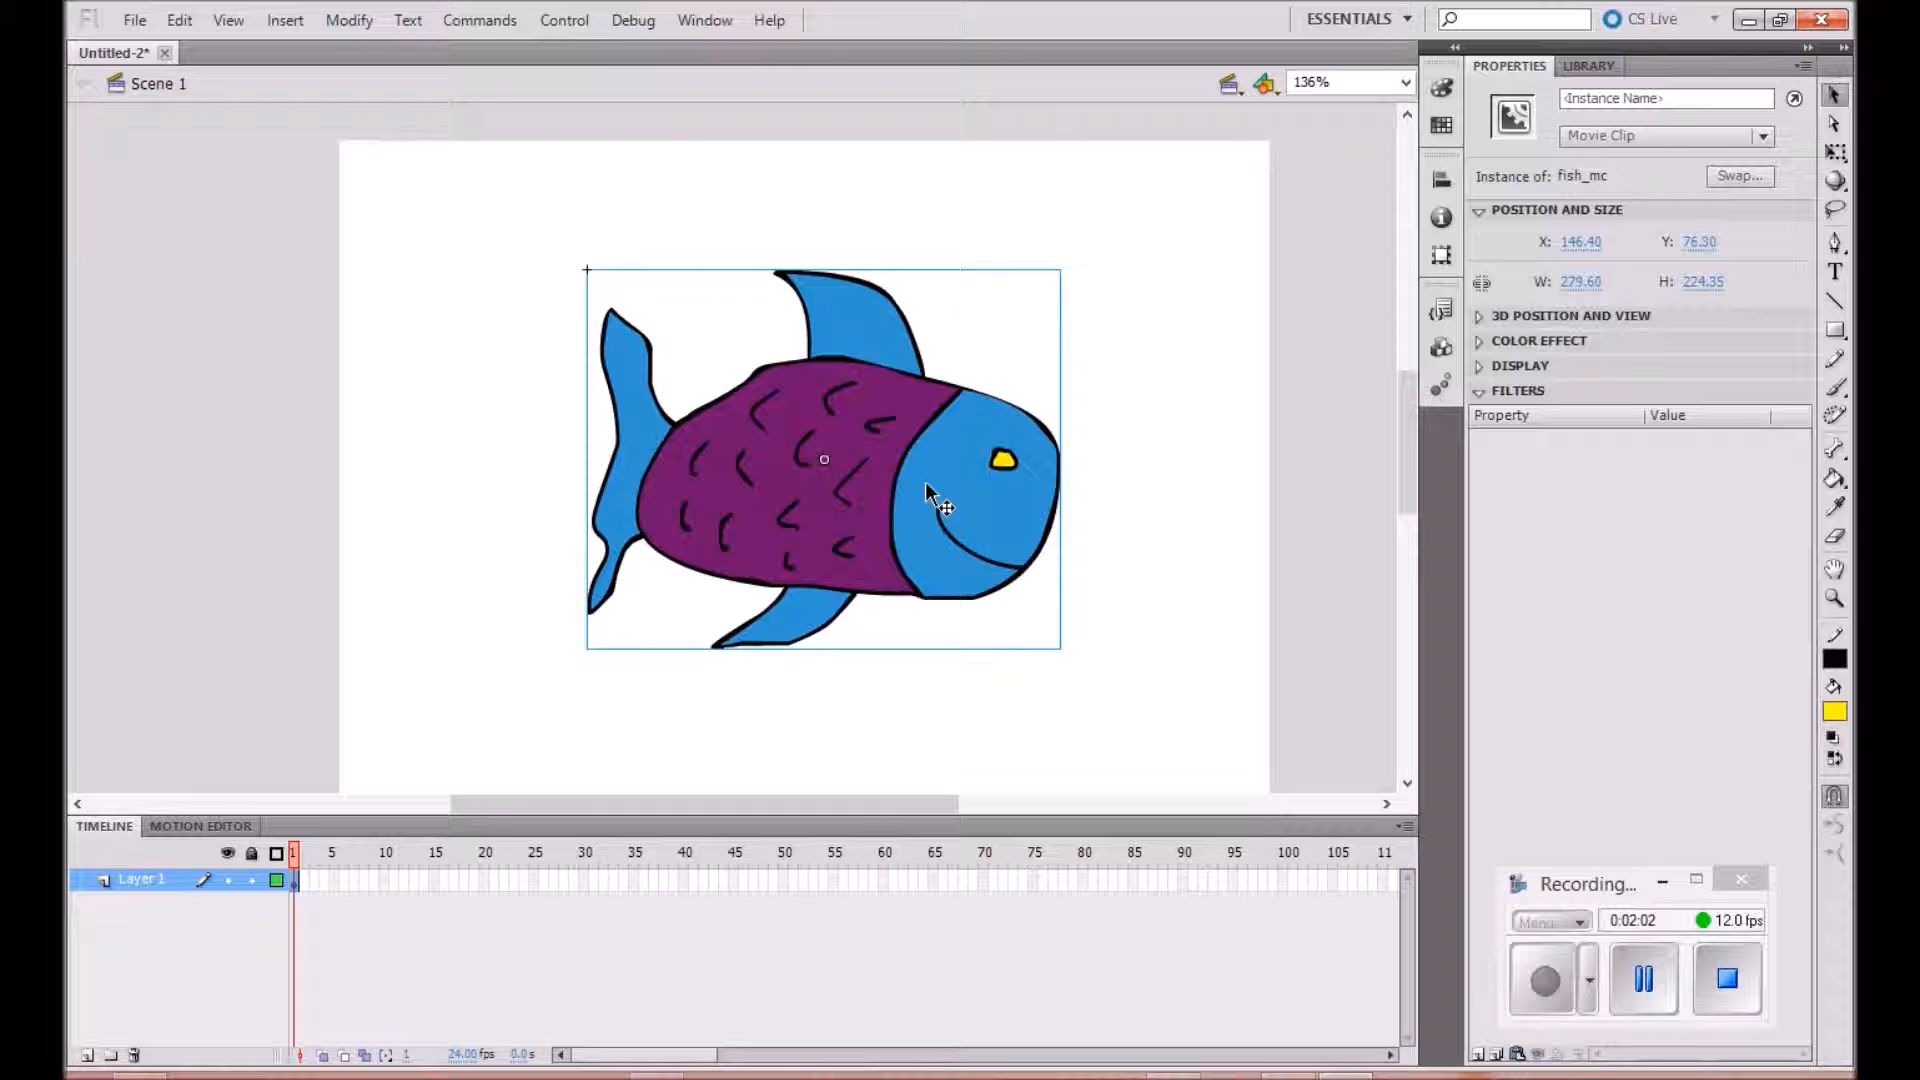 Fl File Edit View Insert Modify Text Commands Control Debug Window Help ESSENTIALS CS Live
Untitled-2*
Scene 1 136%
PROPERTIES LIBRARY
<Instance Name>
Movie Clip
Instance of: fish_mc Swap...
POSITION AND SIZE
X: 146.40 Y: 76.30
W: 279.60 H: 224.35
3D POSITION AND VIEW
COLOR EFFECT
DISPLAY
FILTERS
Property Value
TIMELINE MOTION EDITOR
1 5 10 15 20 25 30 35 40 45 50 55 60 65 70 75 80 85 90 95 100 105 11
Layer 1
Recording...
Menu 0:02:02 12.0 fps
1 24.00 fps 0.0 s